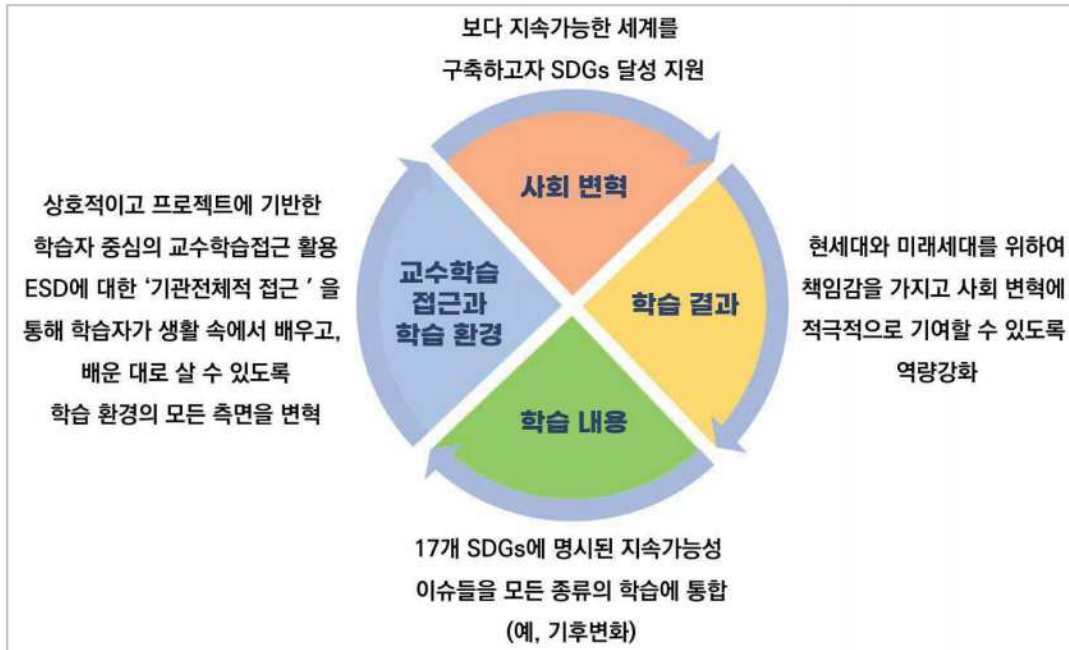 보다 지속가능한 세계를
구축하고자 SDGs 달성 지원
사회 변혁
상호적이고 프로젝트에 기반한
학습자 중심의 교수학습접근 활용
ESD에 대한 ‘기관전체적 접근 ’ 을
통해 학습자가 생활 속에서 배우고,
배운 대로 살 수 있도록
학습 환경의 모든 측면을 변혁
교수학습
접근과
학습 환경
학습 결과
현세대와 미래세대를 위하여
책임감을 가지고 사회 변혁에
적극적으로 기여할 수 있도록
역량강화
학습 내용
17개 SDGs에 명시된 지속가능성
이슈들을 모든 종류의 학습에 통합
(예, 기후변화)